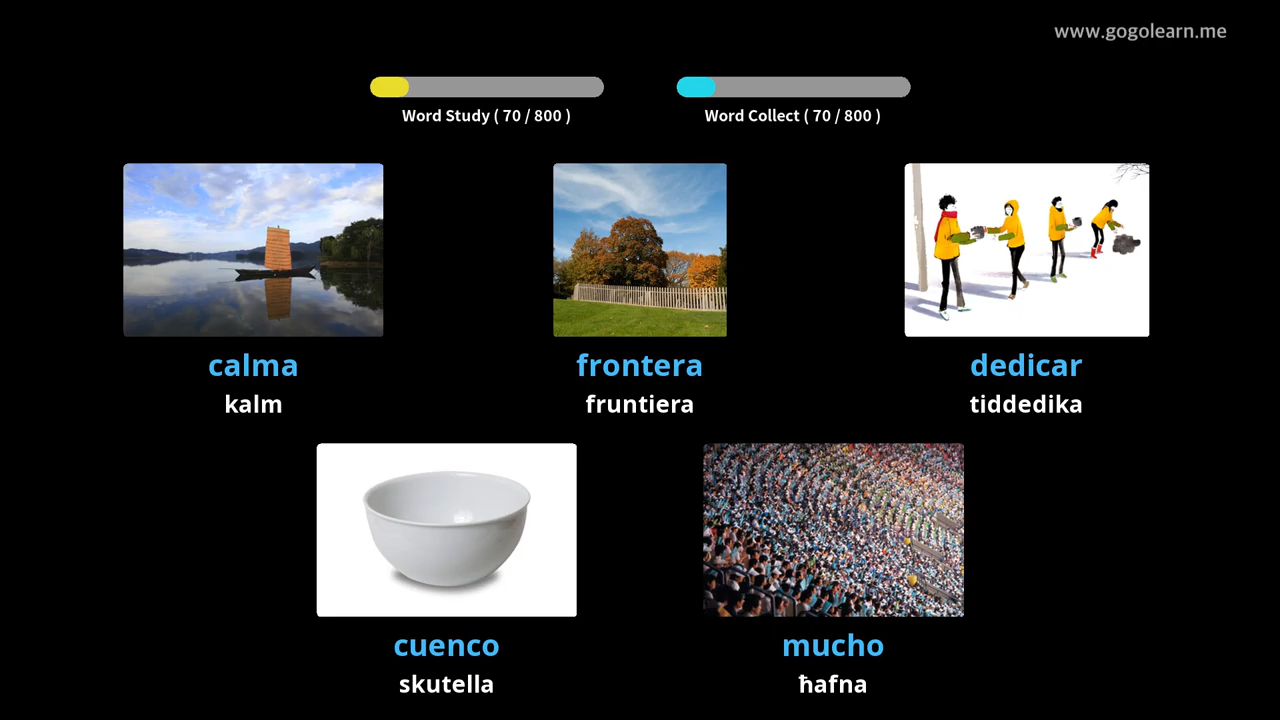 www.gogolearn.me
Word Study ( 70 / 800 )
Word Collect ( 70 / 800 )
calma
kalm
frontera
fruntiera
dedicar
tiddedika
cuenco
skutella
mucho
ħafna